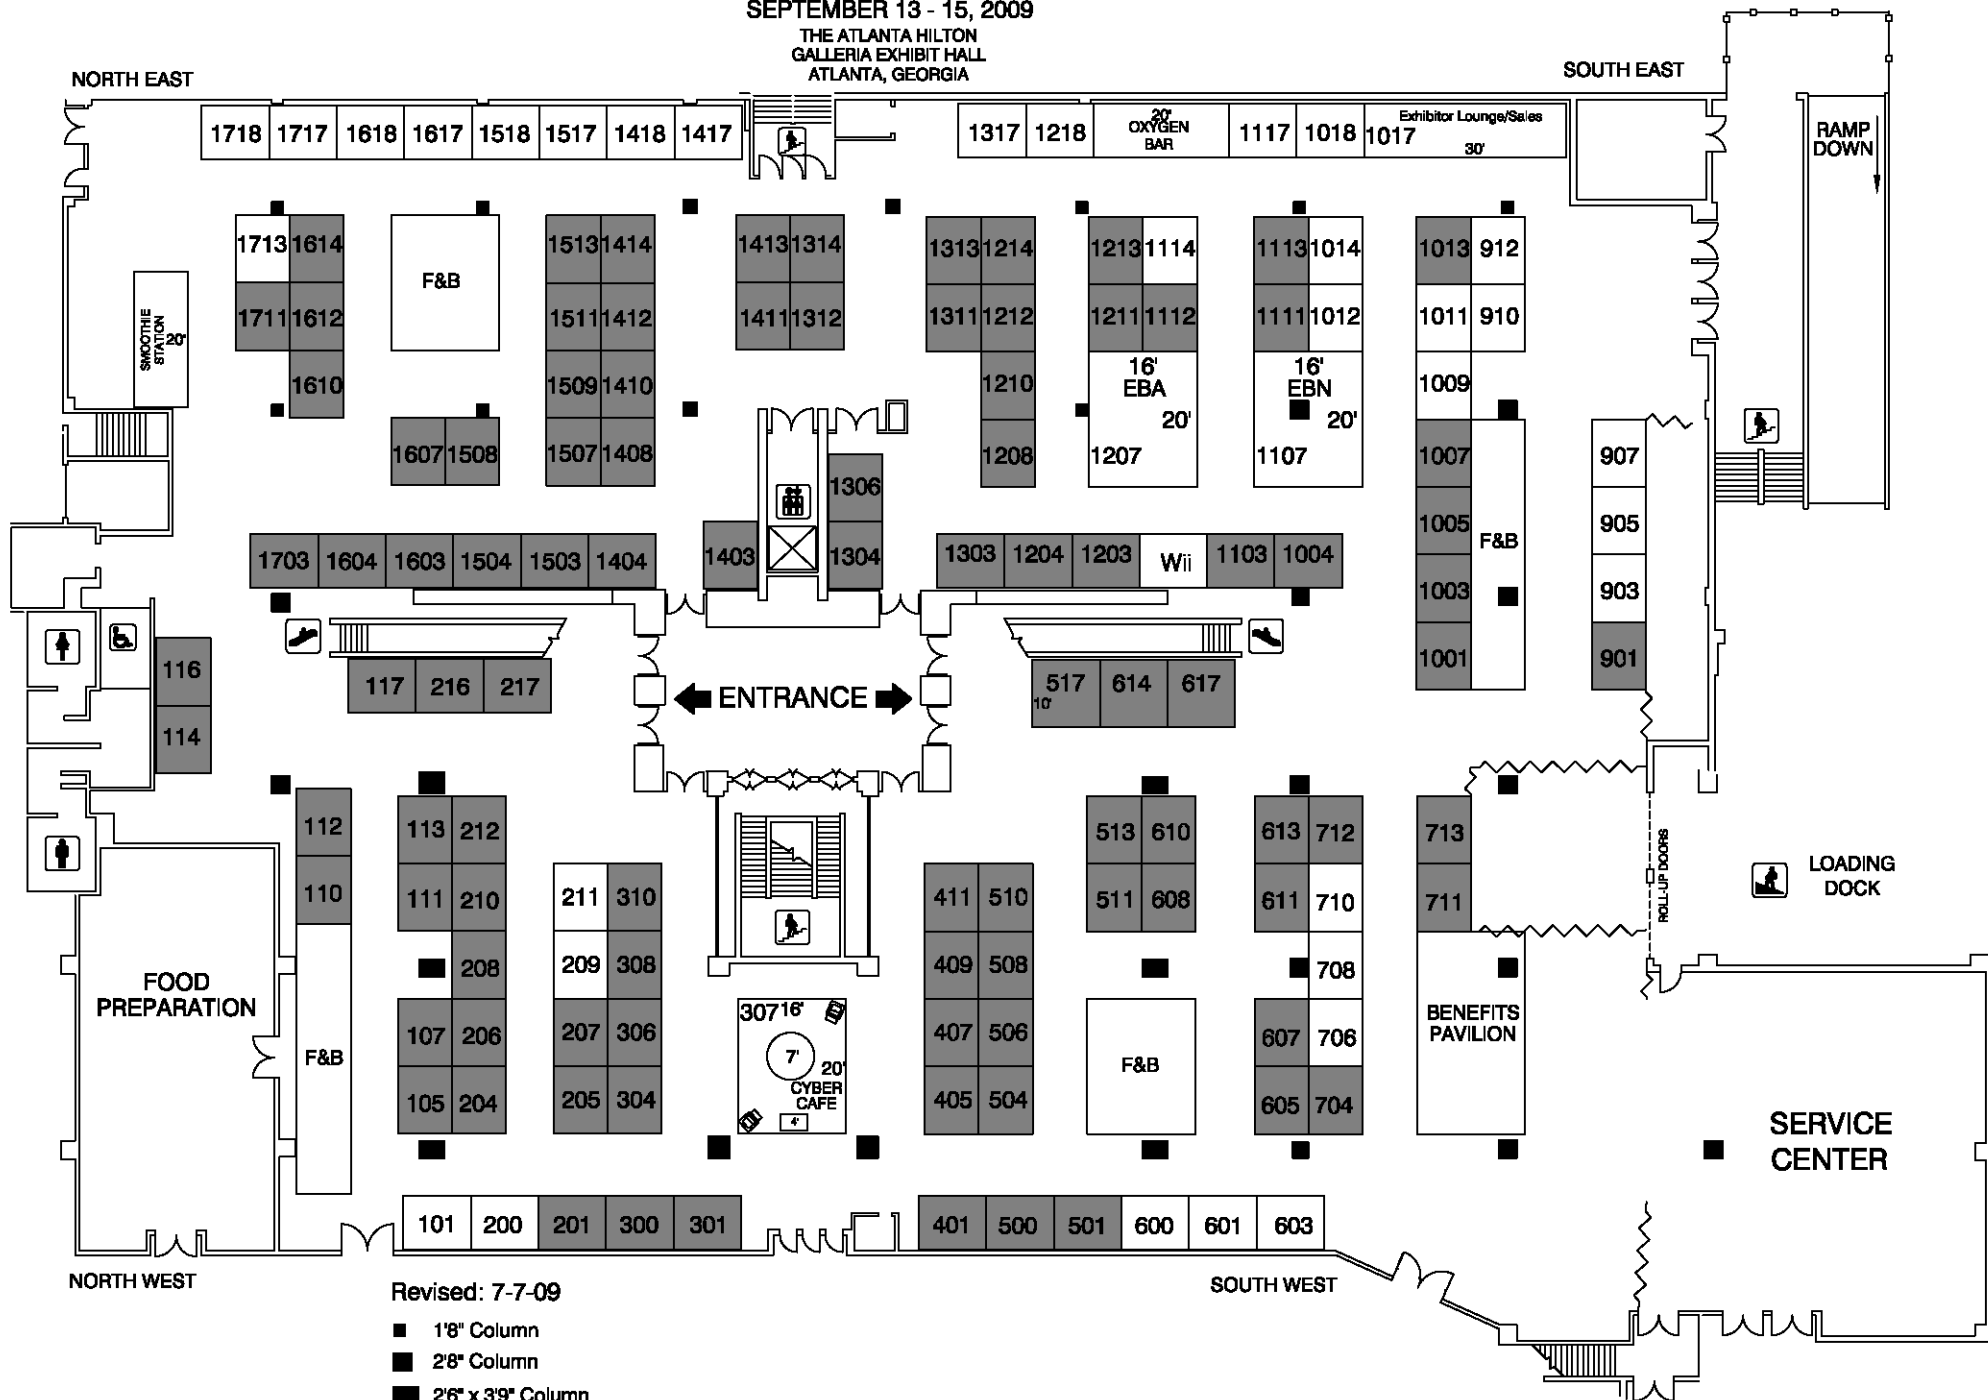 SEPTEMBER 13 - 15, 2009
THE ATLANTA HILTON
GALLERIA EXHIBIT HALL
ATLANTA, GEORGIA
NORTH EAST
SOUTH EAST
1718 1717 1618 1617 1518 1517 1418 1417
1317 1218
20'
OXYGEN
BAR
1117 1018 1017
Exhibitor Lounge/Sales
30'
RAMP
DOWN
1713 1614
F&B
1513 1414
1413 1314
1313 1214
1213 1114
1113 1014
1013 912
SMOOTHIE
STATION
20'
1711 1612
1511 1412
1411 1312
1311 1212
1211 1112
1111 1012
1011 910
1610
1509 1410
1210
16'
EBA
20'
1207
16'
EBN
20'
1107
1009
1607 1508
1507 1408
1208
1007
907
1306
1005
F&B
905
1703 1604 1603 1504 1503 1404
1403
1304
1303 1204 1203 Wii 1103 1004
1003
903
116
114
117 216 217
ENTRANCE
517 614 617
10'
1001
901
112
110
113 212
111 210
208
107 206
105 204
211 310
209 308
207 306
205 304
307 16'
7'
20'
CYBER
CAFE
4'
411 510
409 508
407 506
405 504
513 610
511 608
F&B
613 712
611 710
708
607 706
605 704
713
711
BENEFITS
PAVILION
ROLL-UP DOORS
LOADING
DOCK
FOOD
PREPARATION
F&B
SERVICE
CENTER
101 200 201 300 301
401 500 501 600 601 603
NORTH WEST
SOUTH WEST
Revised: 7-7-09
1'8" Column
2'8" Column
2'6" x 3'9" Column